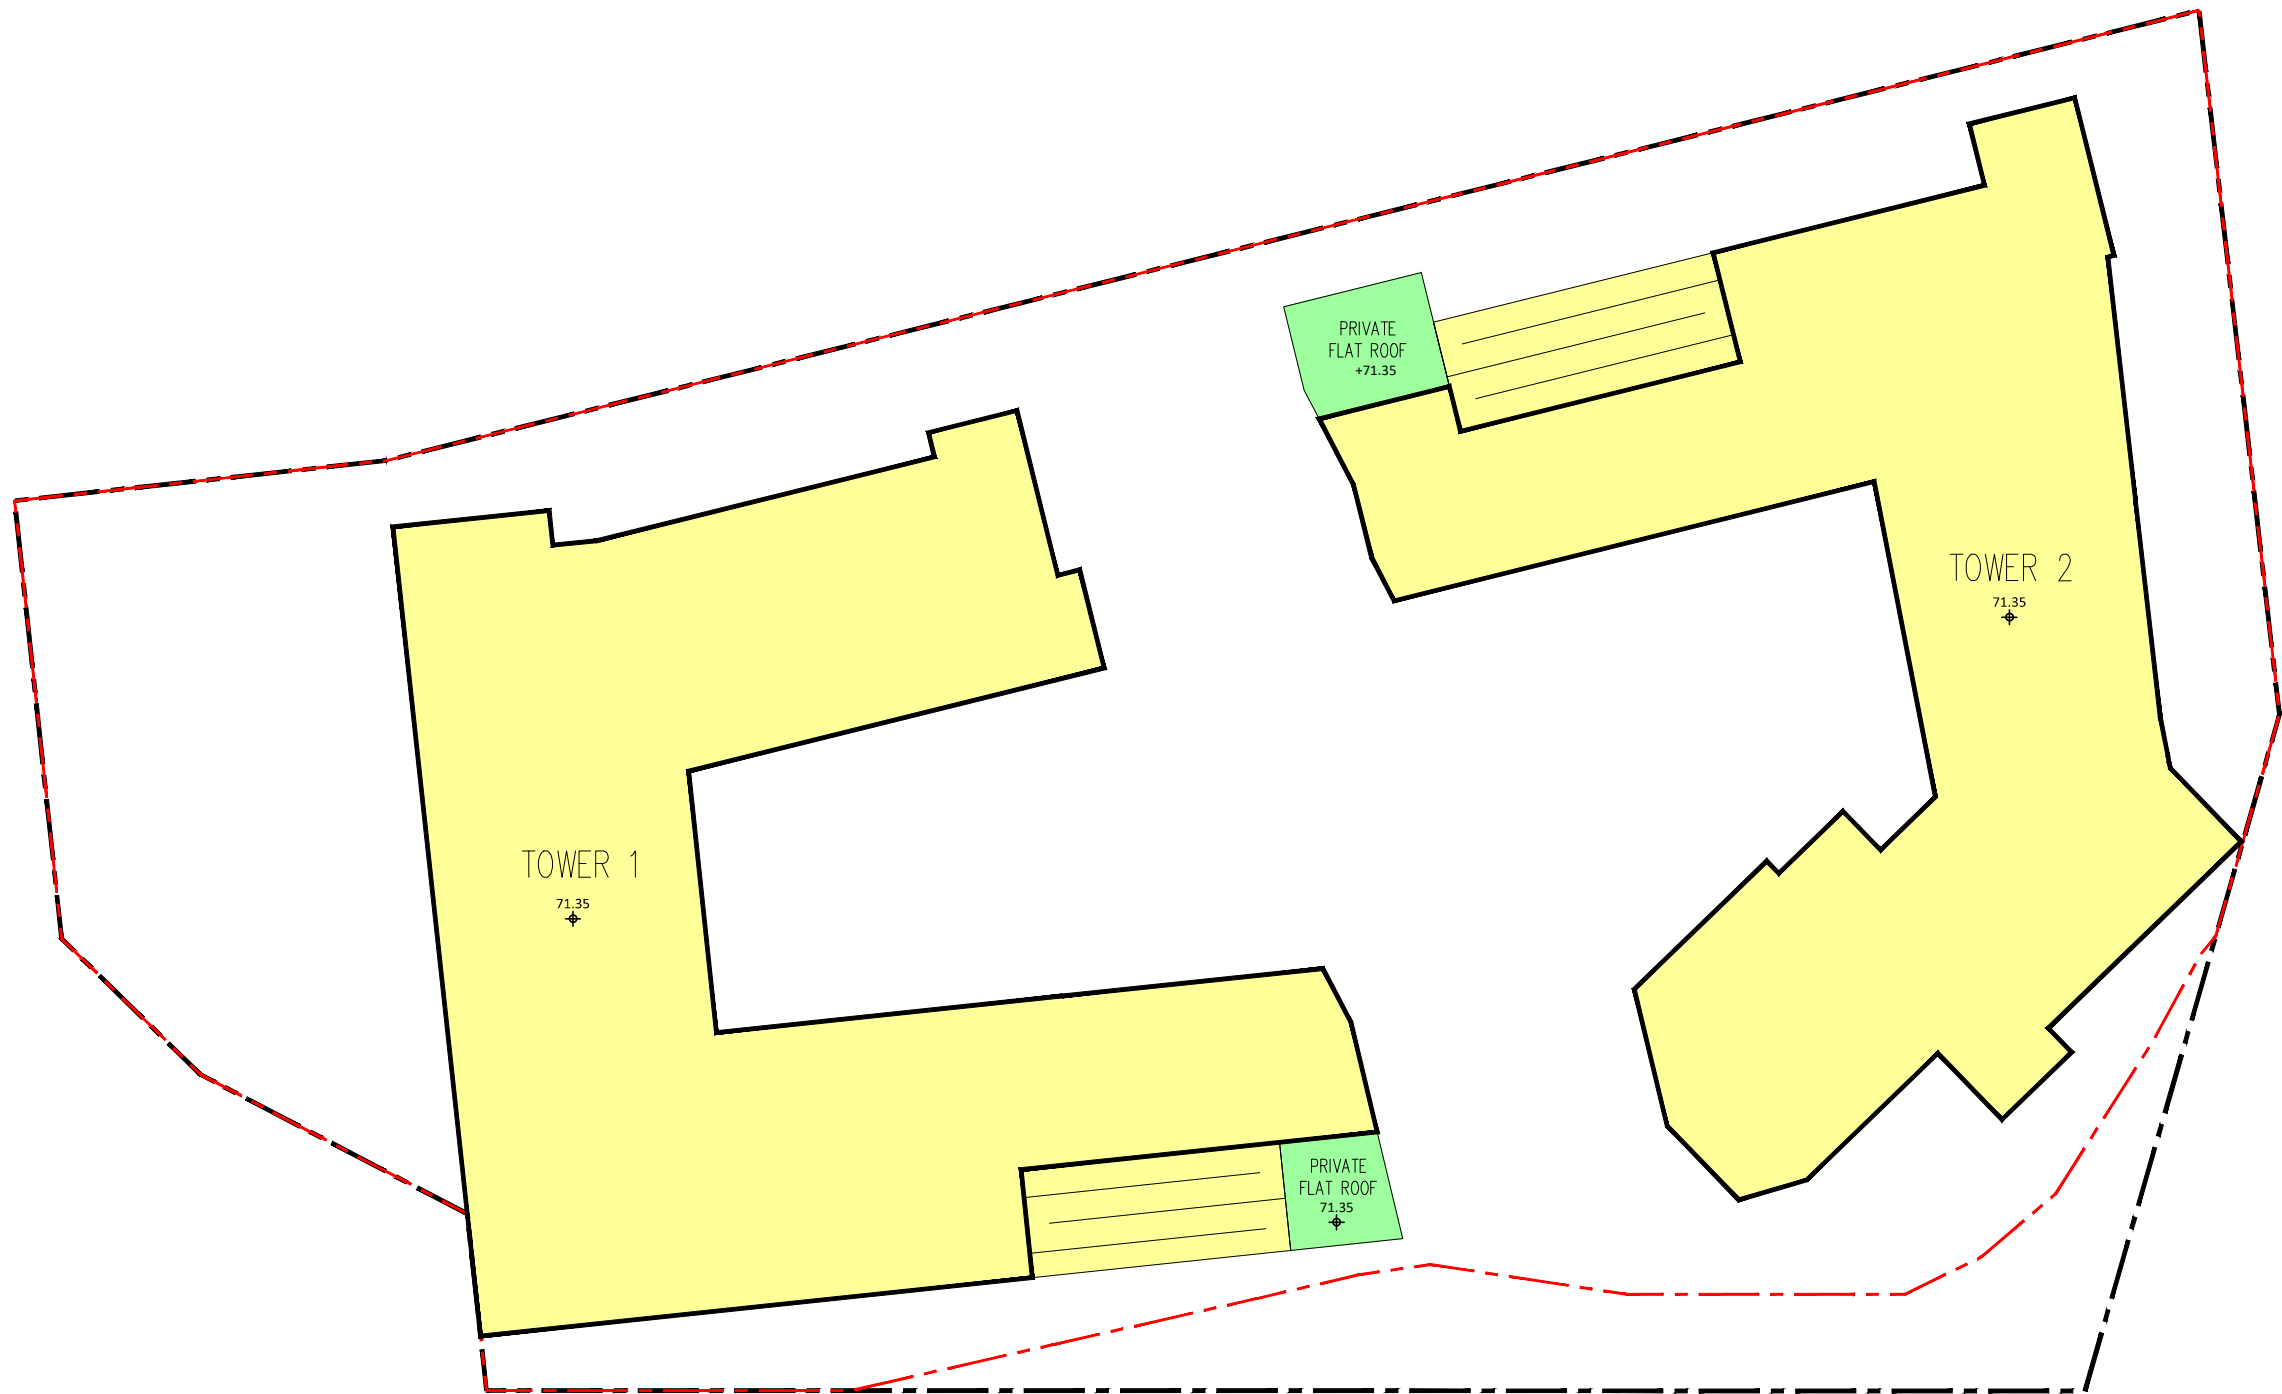 PRIVATE
FLAT ROOF
+71.35
TOWER 2
71.35
TOWER 1
71.35
PRIVATE
FLAT ROOF
71.35